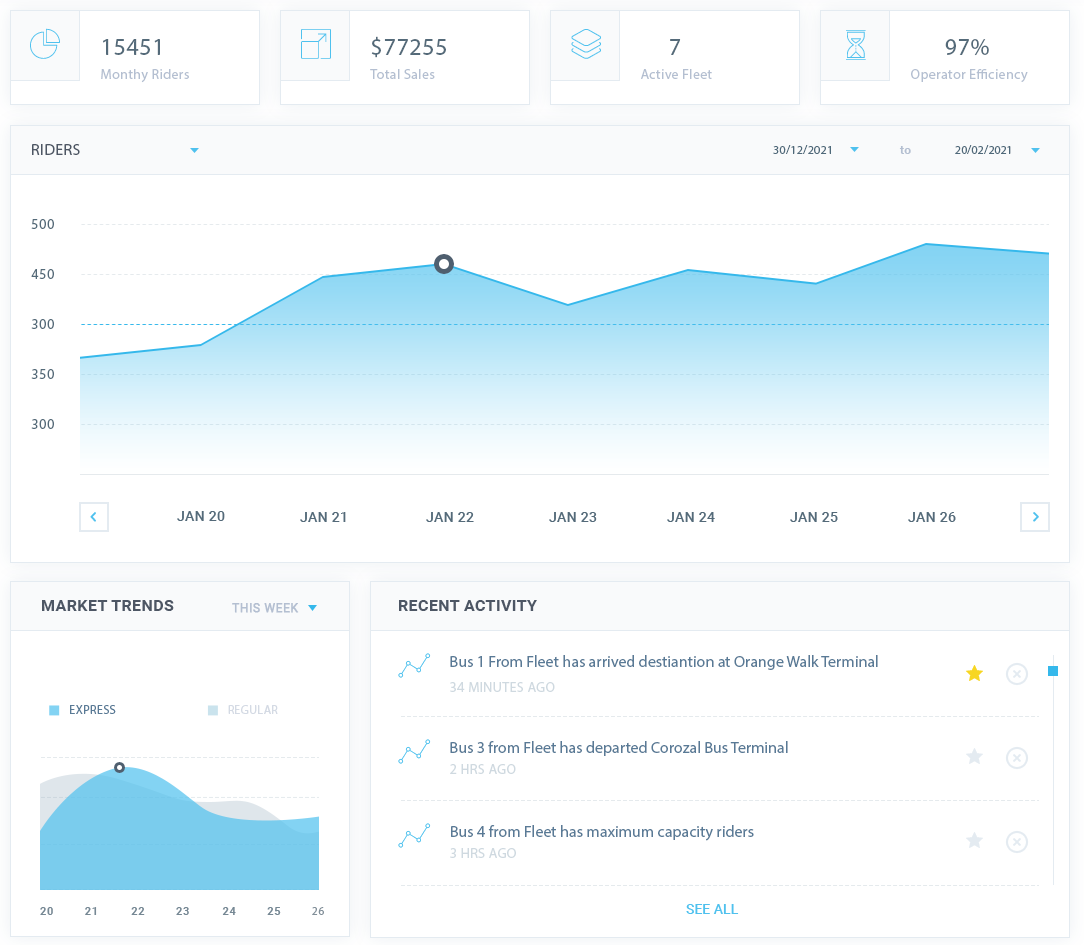 15451
Monthy Riders
$77255
Total Sales
7
Active Fleet
97%
Operator Efficiency
RIDERS
30/12/2021
to
20/02/2021
500
450
300
350
300
JAN 20
JAN 21
JAN 22
JAN 23
JAN 24
JAN 25
JAN 26
MARKET TRENDS
THIS WEEK
EXPRESS
REGULAR
20
21
22
23
24
25
26
RECENT ACTIVITY
Bus 1 From Fleet has arrived destiantion at Orange Walk Terminal
34 MINUTES AGO
Bus 3 from Fleet has departed Corozal Bus Terminal
2 HRS AGO
Bus 4 from Fleet has maximum capacity riders
3 HRS AGO
SEE ALL